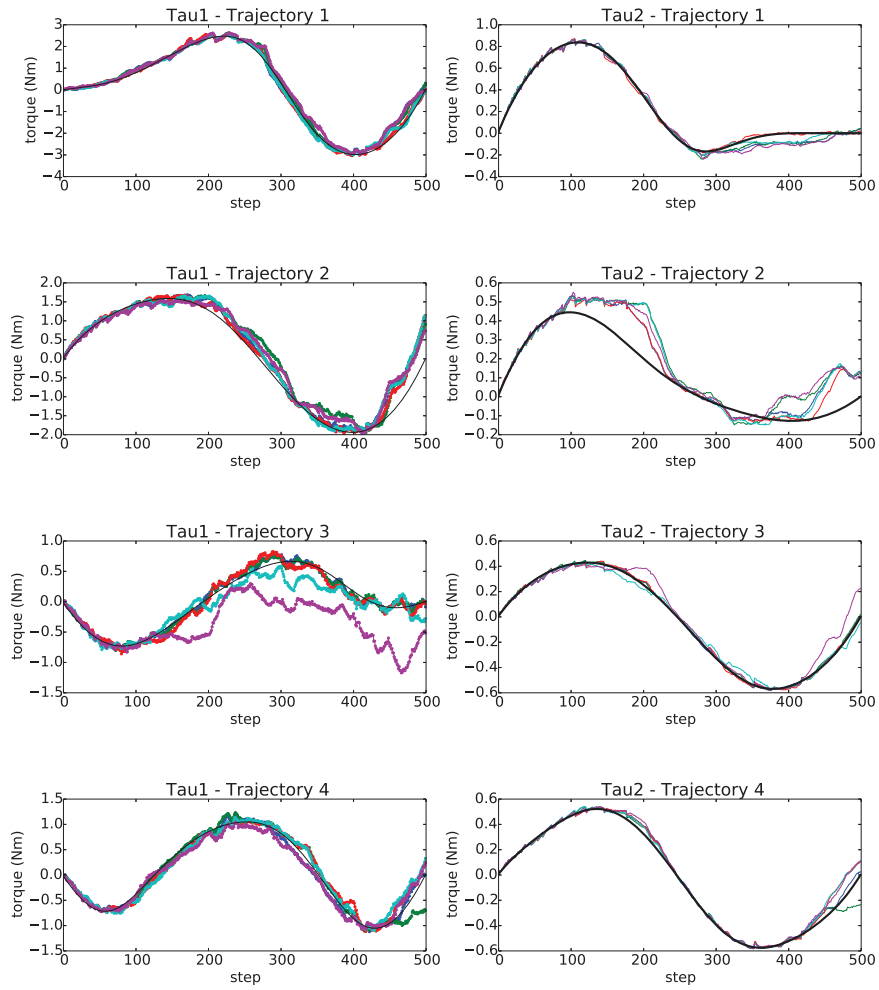 Tau1 - Trajectory 1
torque (Nm)
3
2
1
0
−1
−2
−3
−4
0 100 200 300 400 500
step
Tau2 - Trajectory 1
torque (Nm)
1.0
0.8
0.6
0.4
0.2
0.0
−0.2
−0.4
0 100 200 300 400 500
step
Tau1 - Trajectory 2
torque (Nm)
2.0
1.5
1.0
0.5
0.0
−0.5
−1.0
−1.5
−2.0
0 100 200 300 400 500
step
Tau2 - Trajectory 2
torque (Nm)
0.6
0.5
0.4
0.3
0.2
0.1
0.0
−0.1
−0.2
0 100 200 300 400 500
step
Tau1 - Trajectory 3
torque (Nm)
1.0
0.5
0.0
−0.5
−1.0
−1.5
0 100 200 300 400 500
step
Tau2 - Trajectory 3
torque (Nm)
0.6
0.4
0.2
0.0
−0.2
−0.4
−0.6
0 100 200 300 400 500
step
Tau1 - Trajectory 4
torque (Nm)
1.5
1.0
0.5
0.0
−0.5
−1.0
−1.5
0 100 200 300 400 500
step
Tau2 - Trajectory 4
torque (Nm)
0.6
0.4
0.2
0.0
−0.2
−0.4
−0.6
0 100 200 300 400 500
step